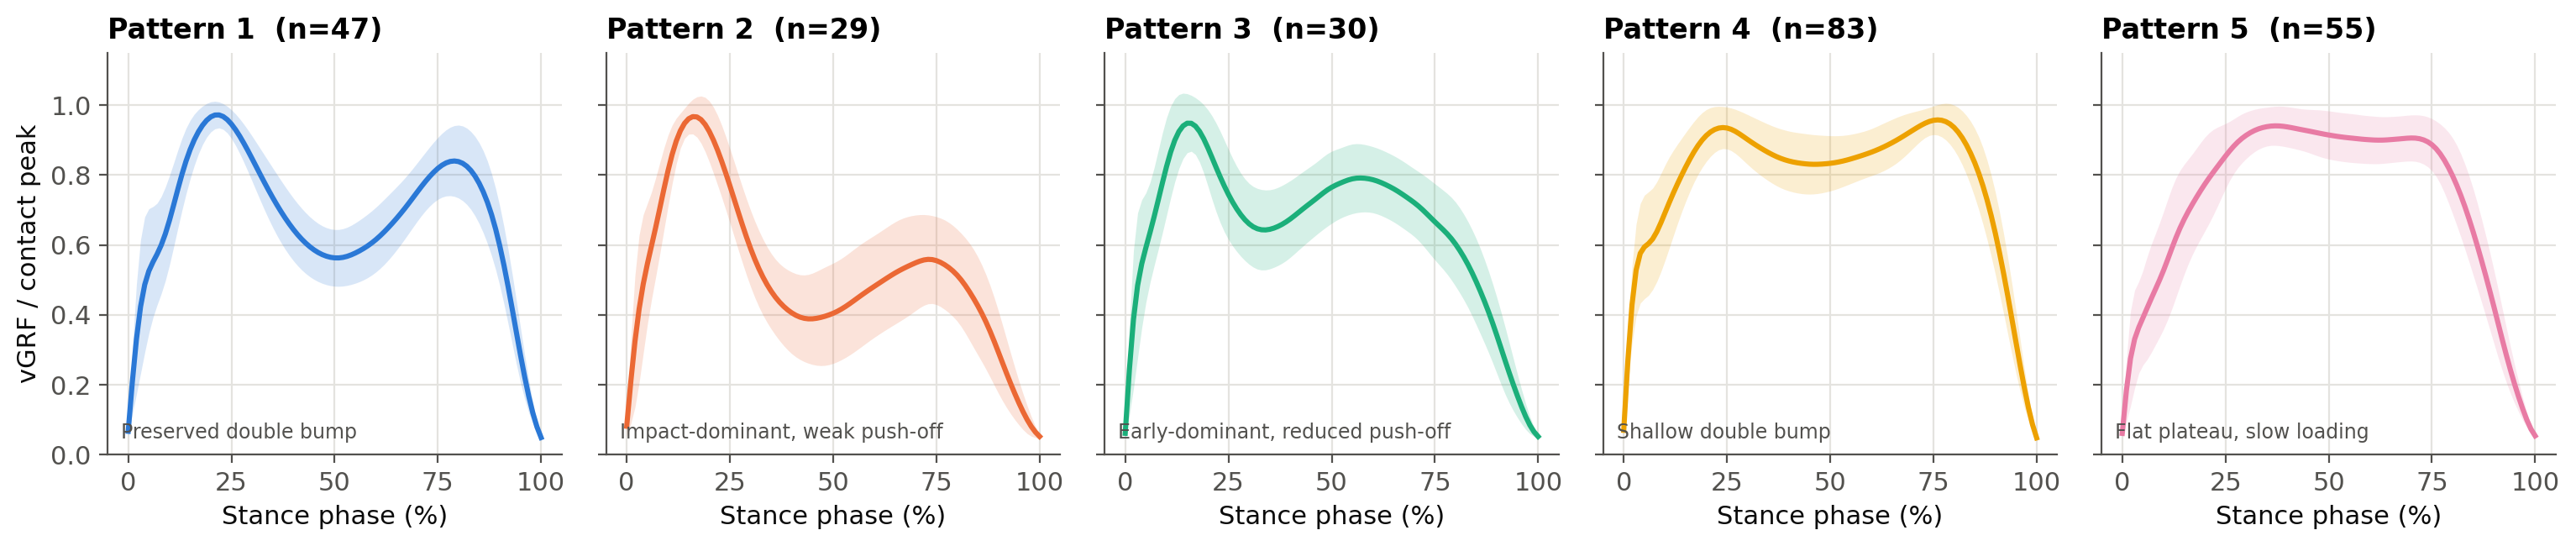 Pattern 1  (n=47)
Pattern 2  (n=29)
Pattern 3  (n=30)
Pattern 4  (n=83)
Pattern 5  (n=55)
vGRF / contact peak
1.0
0.8
0.6
0.4
0.2
0.0
Preserved double bump
Impact-dominant, weak push-off
Early-dominant, reduced push-off
Shallow double bump
Flat plateau, slow loading
0 25 50 75 100
0 25 50 75 100
0 25 50 75 100
0 25 50 75 100
0 25 50 75 100
Stance phase (%)
Stance phase (%)
Stance phase (%)
Stance phase (%)
Stance phase (%)